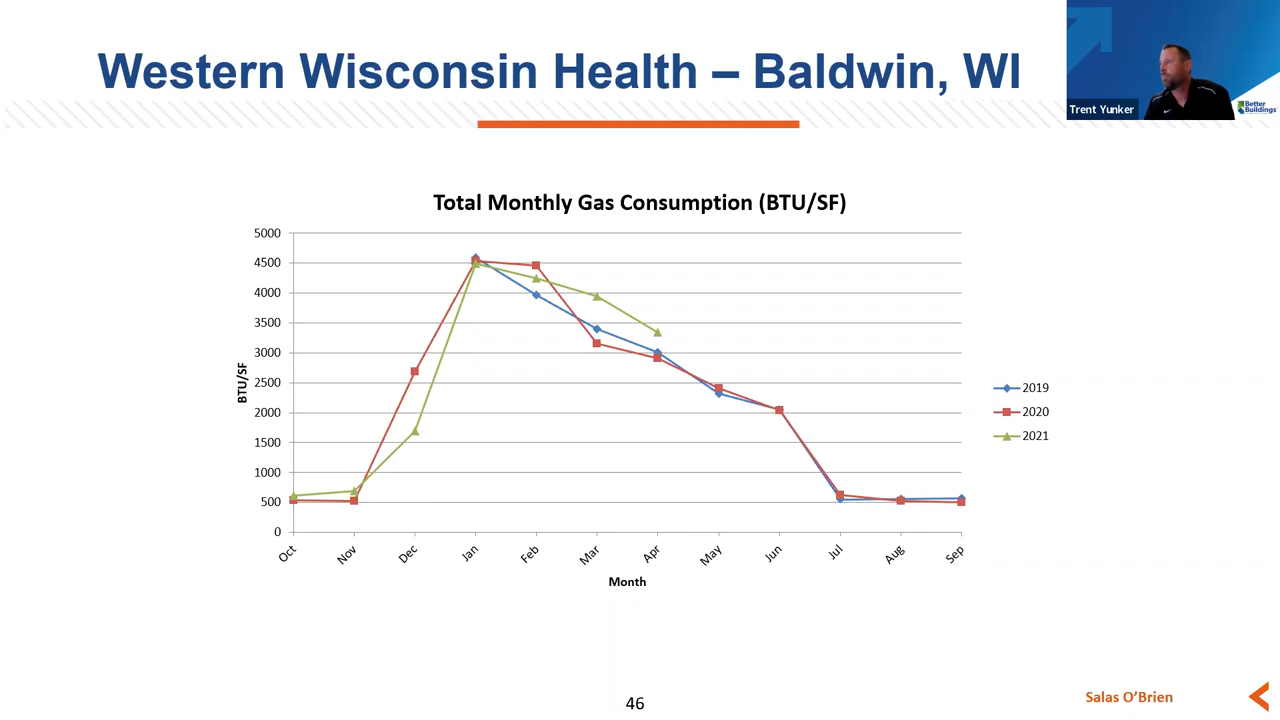 Western Wisconsin Health – Baldwin, WI
Trent Yunker
Better
Buildings
Total Monthly Gas Consumption (BTU/SF)
5000
4500
4000
3500
3000
2500
2000
1500
1000
500
0
BTU/SF
Oct
Nov
Dec
Jan
Feb
Mar
Apr
May
Jun
Jul
Aug
Sep
Month
2019
2020
2021
46
Salas O'Brien